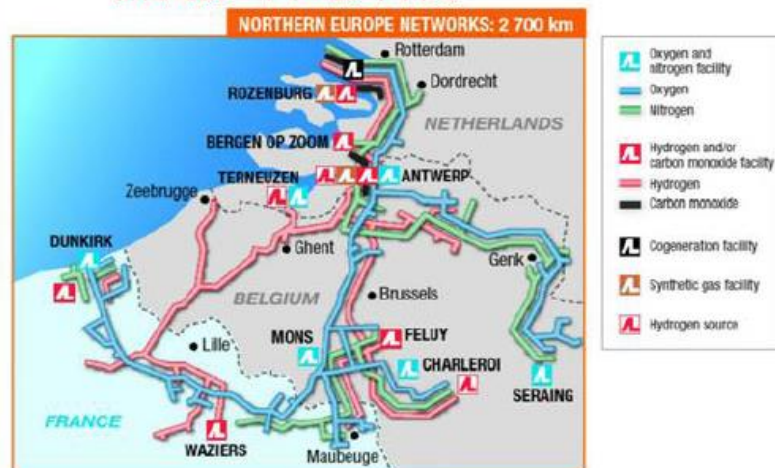 NORTHERN EUROPE NETWORKS: 2 700 km
Rotterdam
Dordrecht
ROZENBURG
NETHERLANDS
BERGEN OP ZOOM
TERNEUZEN
ANTWERP
Zeebrugge
DUNKIRK
Ghent
Genk
BELGIUM
Brussels
Lille
MONS
FELUY
CHARLEROI
SERAING
FRANCE
WAZIERS
Maubeuge
Oxygen and
nitrogen facility
Oxygen
Nitrogen
Hydrogen and/or
carbon monoxide facility
Hydrogen
Carbon monoxide
Cogeneration facility
Synthetic gas facility
Hydrogen source